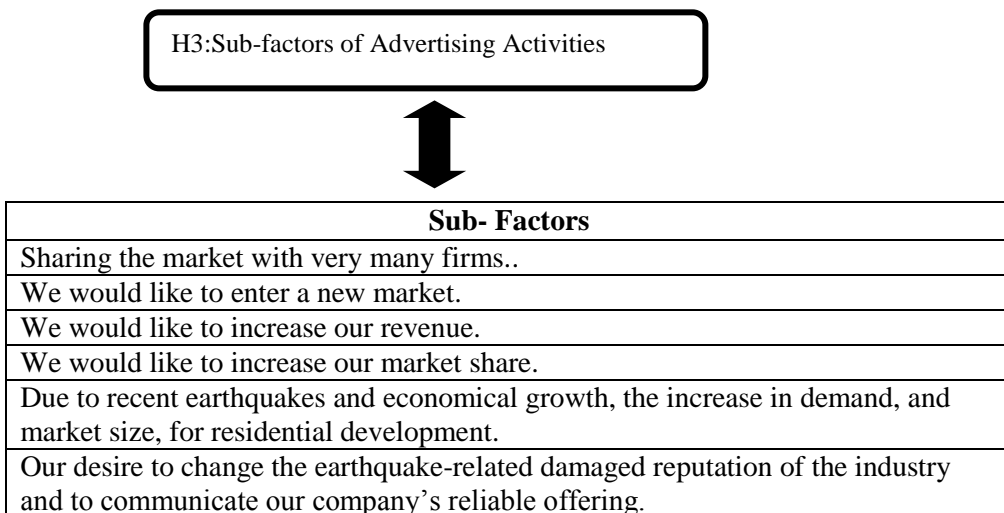 H3:Sub-factors of Advertising Activities
Sub- Factors
Sharing the market with very many firms..
We would like to enter a new market.
We would like to increase our revenue.
We would like to increase our market share.
Due to recent earthquakes and economical growth, the increase in demand, and
market size, for residential development.
Our desire to change the earthquake-related damaged reputation of the industry
and to communicate our company’s reliable offering.